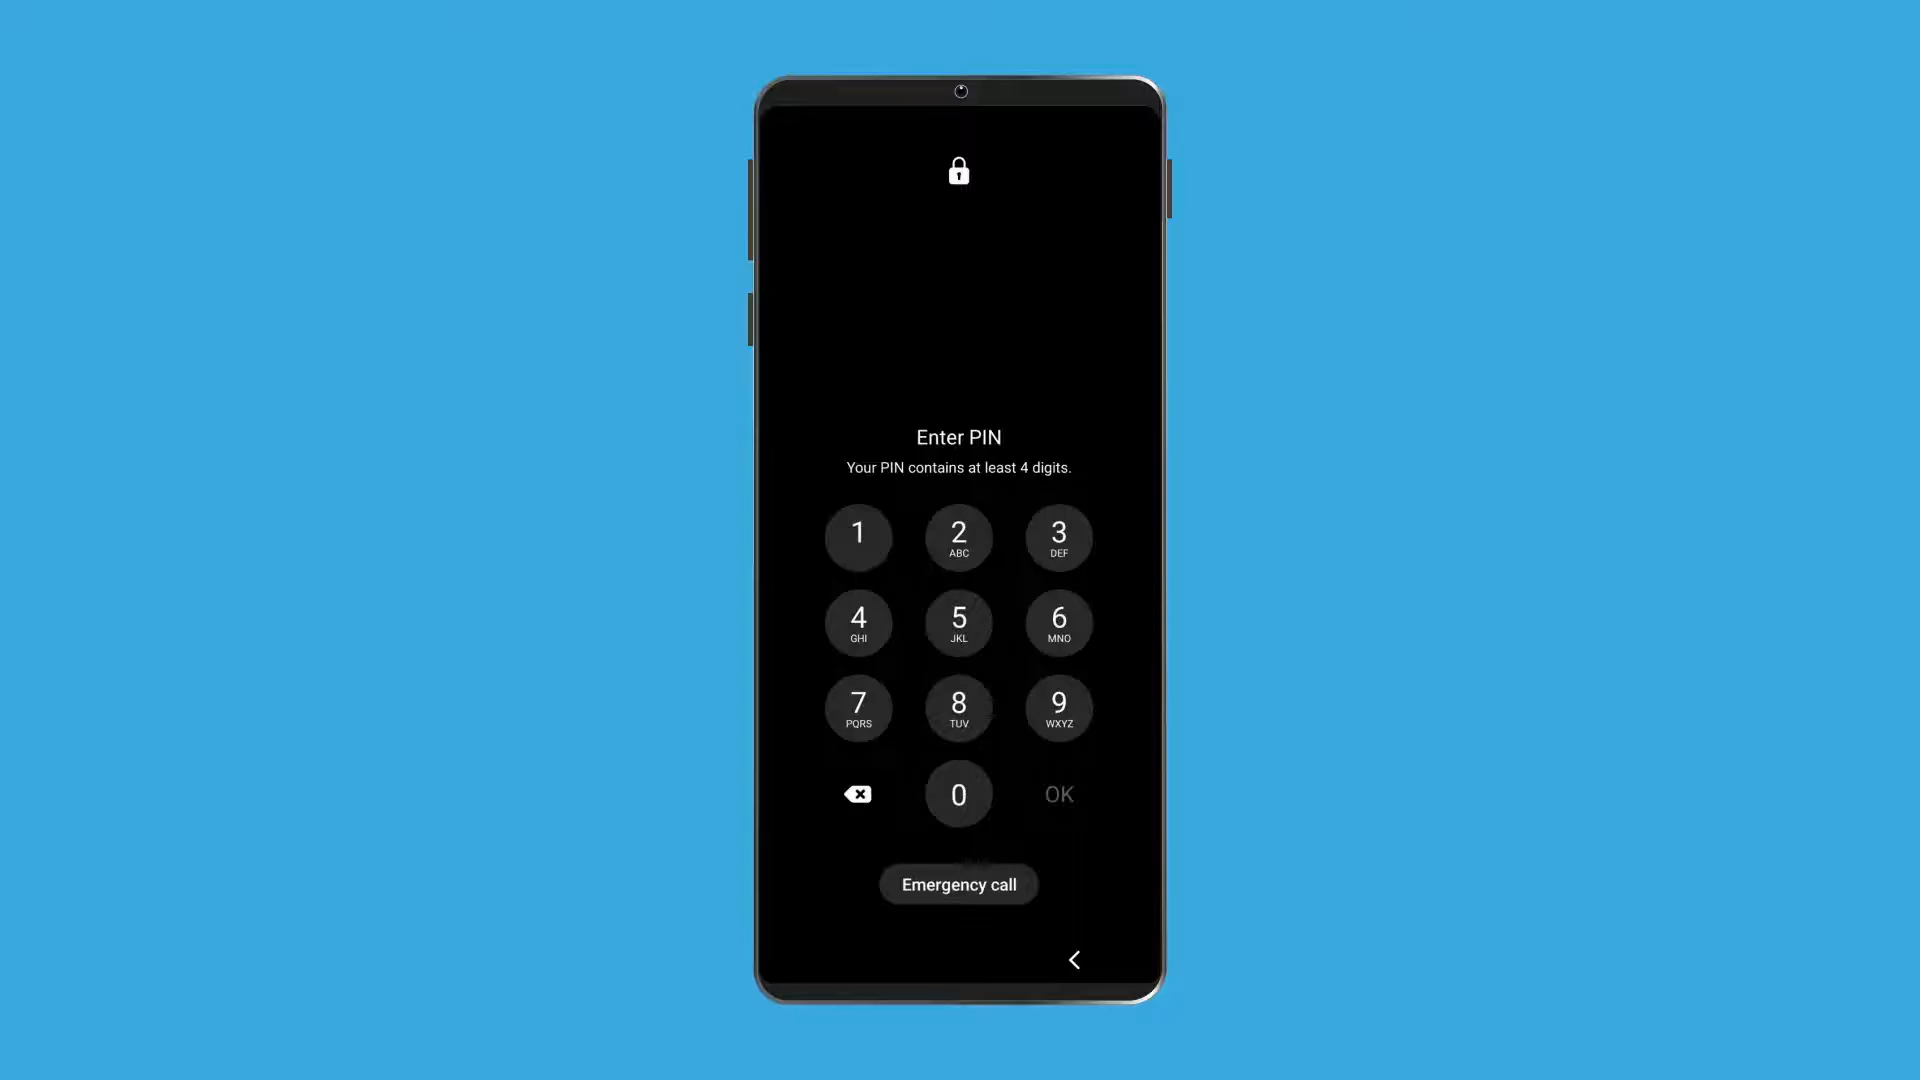 Enter PIN
Your PIN contains at least 4 digits.
1 2 3
ABC DEF
4 5 6
GHI JKL MNO
7 8 9
PQRS TUV WXYZ
0 OK
Emergency call